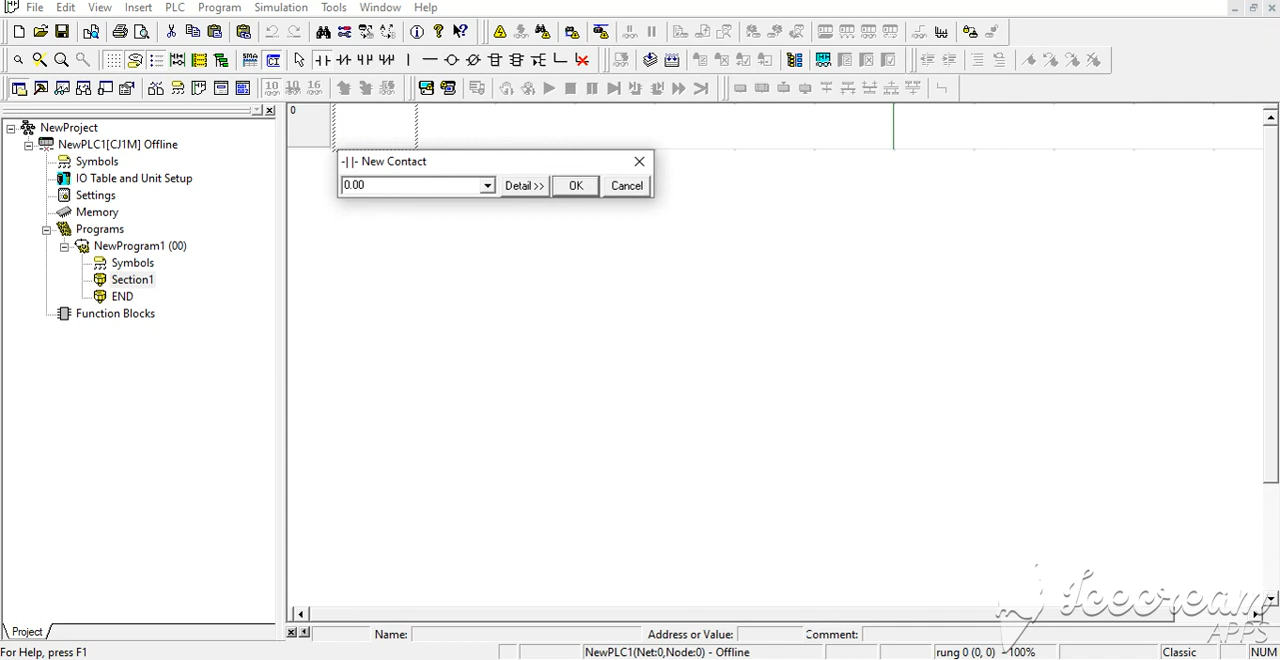 File Edit View Insert PLC Program Simulation Tools Window Help
10 10 16
NewProject
NewPLC1[CJ1M] Offline
Symbols
IO Table and Unit Setup
Settings
Memory
Programs
NewProgram1 (00)
Symbols
Section1
END
Function Blocks
Project
0
-| |- New Contact
0.00 Detail >> OK Cancel
Name: Address or Value: Comment:
For Help, press F1 NewPLC1(Net:0,Node:0) - Offline rung 0 (0, 0) - 100% Classic NUM
Icecream
APPS